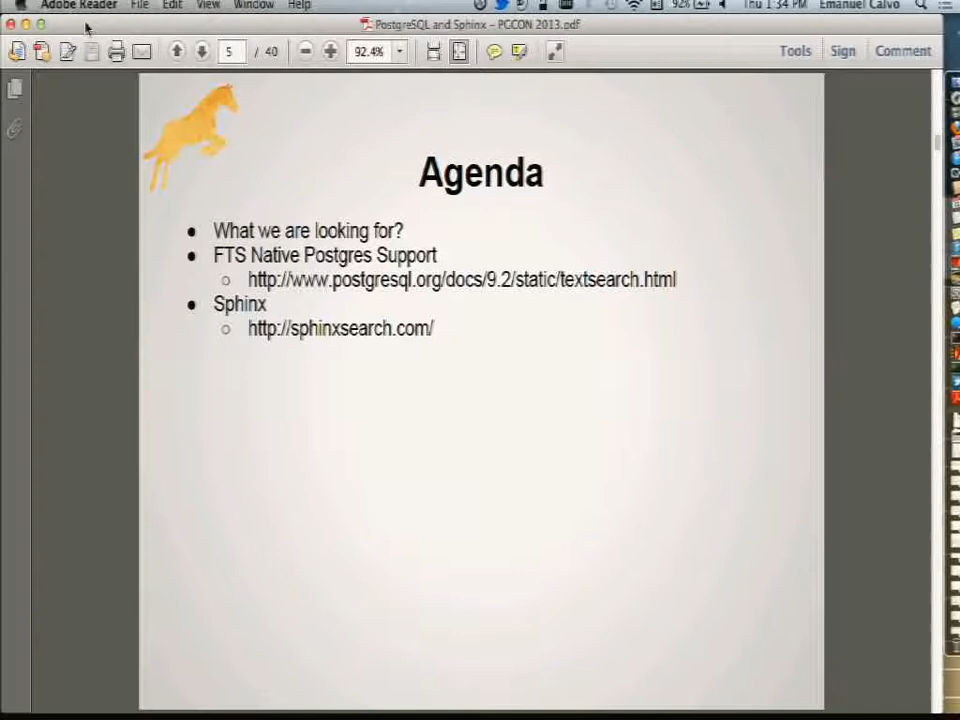 Adobe Reader File Edit View Window Help 92% Thu 1:34 PM Emanuel Calvo
PostgreSQL and Sphinx – PGCON 2013.pdf
5 / 40 92.4% Tools Sign Comment
Agenda
• What we are looking for?
• FTS Native Postgres Support
○ http://www.postgresql.org/docs/9.2/static/textsearch.html
• Sphinx
○ http://sphinxsearch.com/